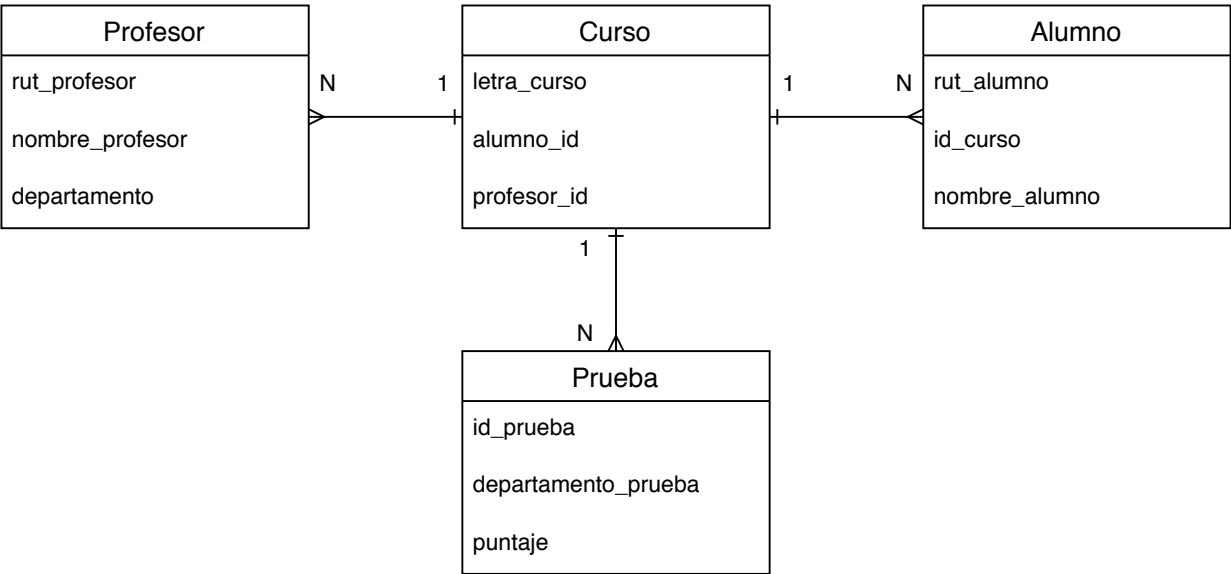 Profesor
rut_profesor
nombre_profesor
departamento
N
1
Curso
letra_curso
alumno_id
profesor_id
1
N
Alumno
rut_alumno
id_curso
nombre_alumno
1
N
Prueba
id_prueba
departamento_prueba
puntaje